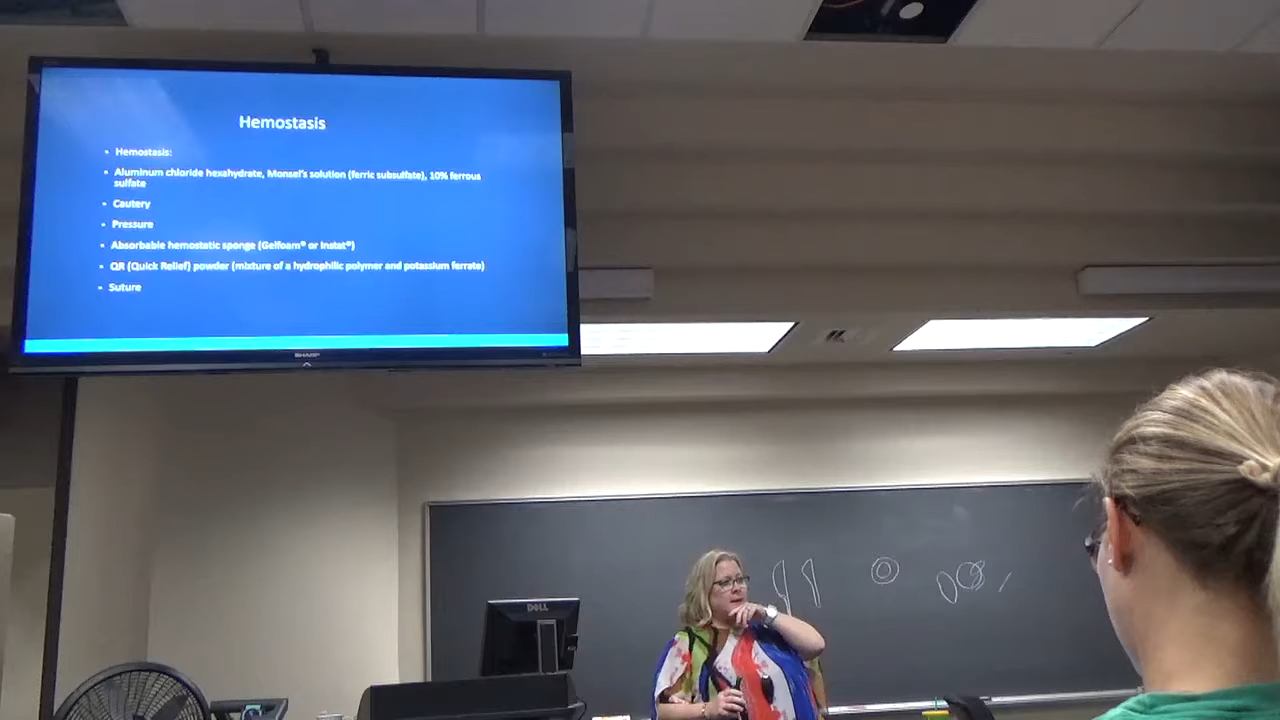 Hemostasis
• Hemostasis:
• Aluminum chloride hexahydrate, Monsel's solution (ferric subsulfate), 10% ferrous
sulfate
• Cautery
• Pressure
• Absorbable hemostatic sponge (Gelfoam® or Instat®)
• QR (Quick Relief) powder (mixture of a hydrophilic polymer and potassium ferrate)
• Suture
SHARP
DELL